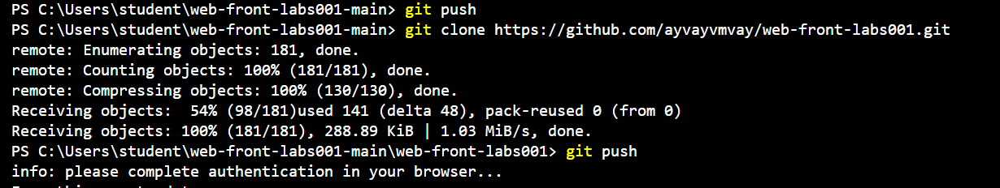 PS C:\Users\student\web-front-labs001-main> git push
PS C:\Users\student\web-front-labs001-main> git clone https://github.com/ayvayvmvay/web-front-labs001.git
remote: Enumerating objects: 181, done.
remote: Counting objects: 100% (181/181), done.
remote: Compressing objects: 100% (130/130), done.
Receiving objects:  54% (98/181)used 141 (delta 48), pack-reused 0 (from 0)
Receiving objects: 100% (181/181), 288.89 KiB | 1.03 MiB/s, done.
PS C:\Users\student\web-front-labs001-main\web-front-labs001> git push
info: please complete authentication in your browser...